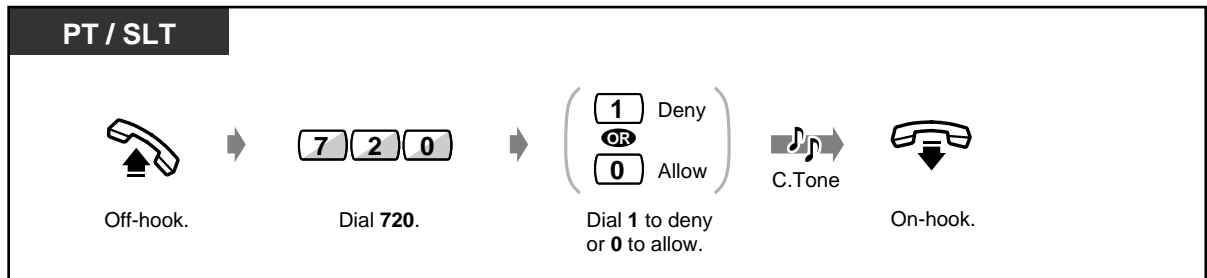 PT / SLT
1 Deny
OR
7 2 0
0 Allow
C.Tone
Off-hook.
Dial 720.
Dial 1 to deny
or 0 to allow.
On-hook.